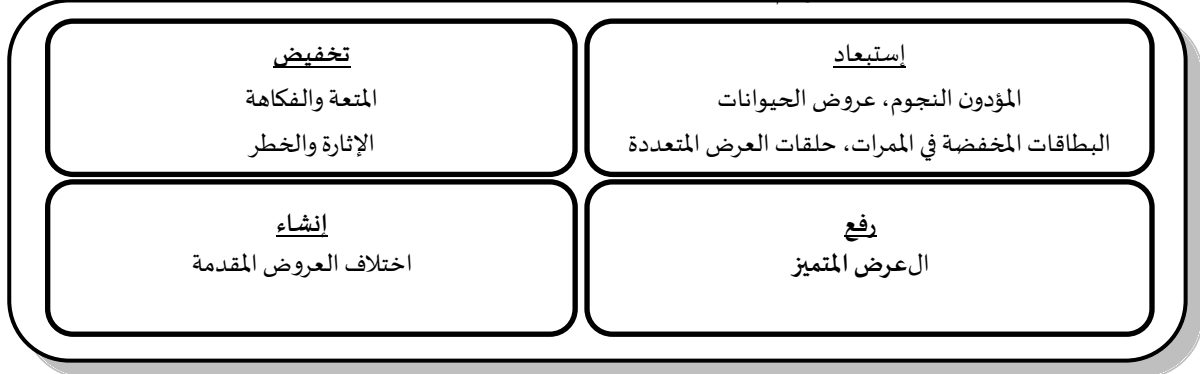 إستبعاد
المؤدون النجوم، عروض الحيوانات
البطاقات المخفضة في الممرات، حلقات العرض المتعددة
تخفيض
المتعة والفكاهة
الإثارة والخطر
رفع
العرض المتميز
إنشاء
اختلاف العروض المقدمة